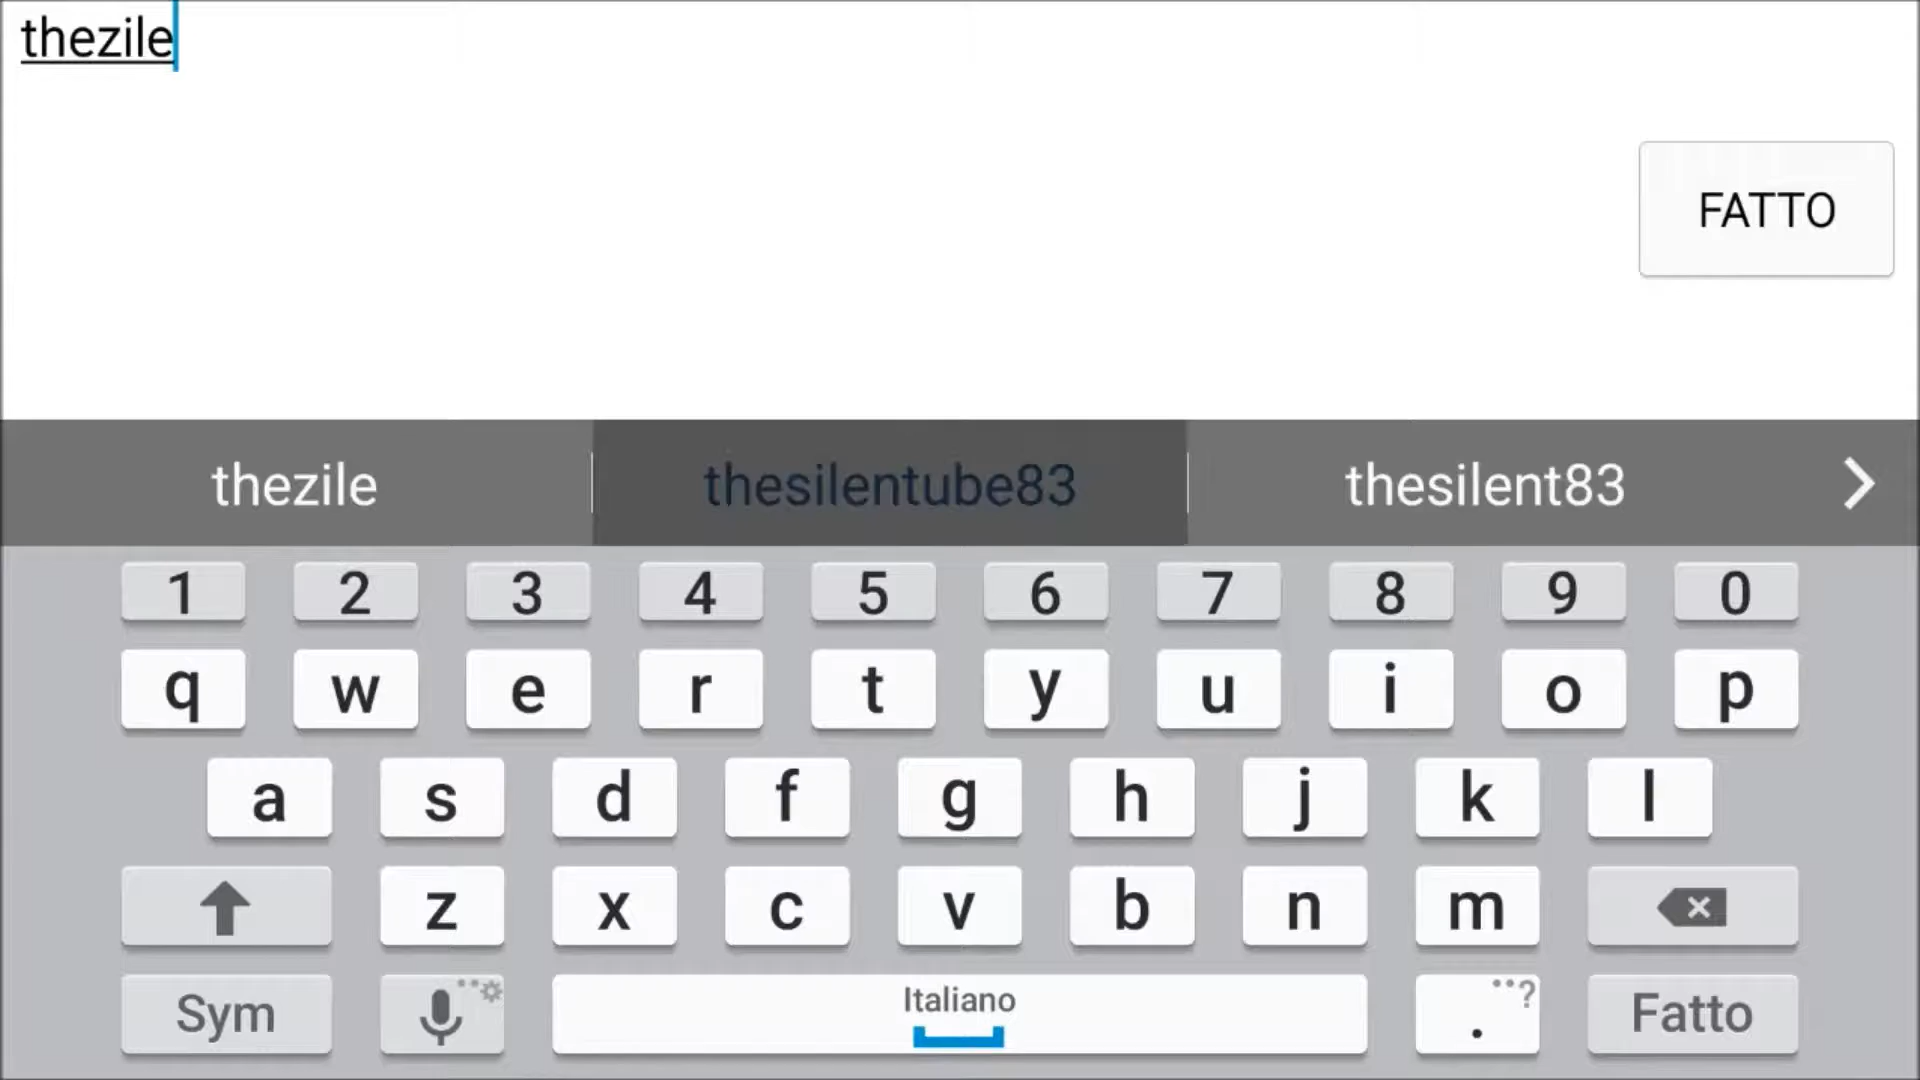 thezile
FATTO
thezile thesilentube83 thesilent83
1 2 3 4 5 6 7 8 9 0
q w e r t y u i o p
a s d f g h j k l
z x c v b n m
Sym Italiano . ? Fatto